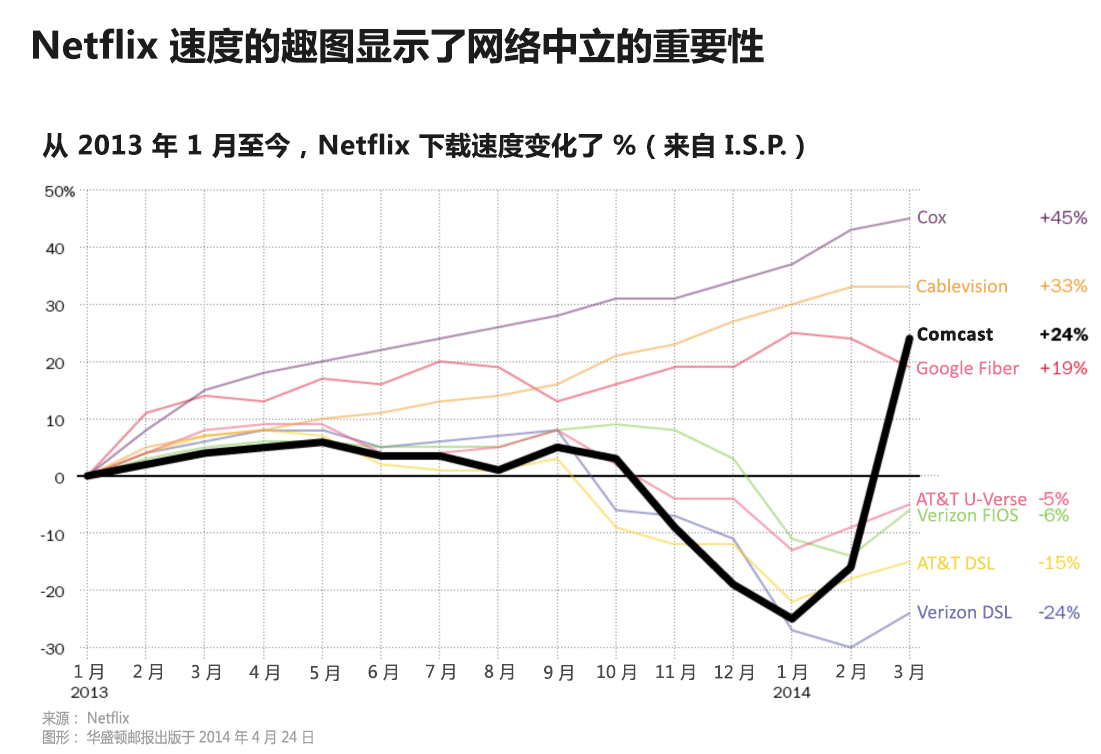 Netflix 速度的趣图显示了网络中立的重要性
从 2013 年 1 月至今，Netflix 下载速度变化了 %（来自 I.S.P.）
50%
40
30
20
10
0
-10
-20
-30
Cox +45%
Cablevision +33%
Comcast +24%
Google Fiber +19%
AT&T U-Verse -5%
Verizon FIOS -6%
AT&T DSL -15%
Verizon DSL -24%
1 月 2 月 3 月 4 月 5 月 6 月 7 月 8 月 9 月 10 月 11 月 12 月 1 月 2 月 3 月
2013 2014
来源： Netflix
图形： 华盛顿邮报出版于 2014 年 4 月 24 日